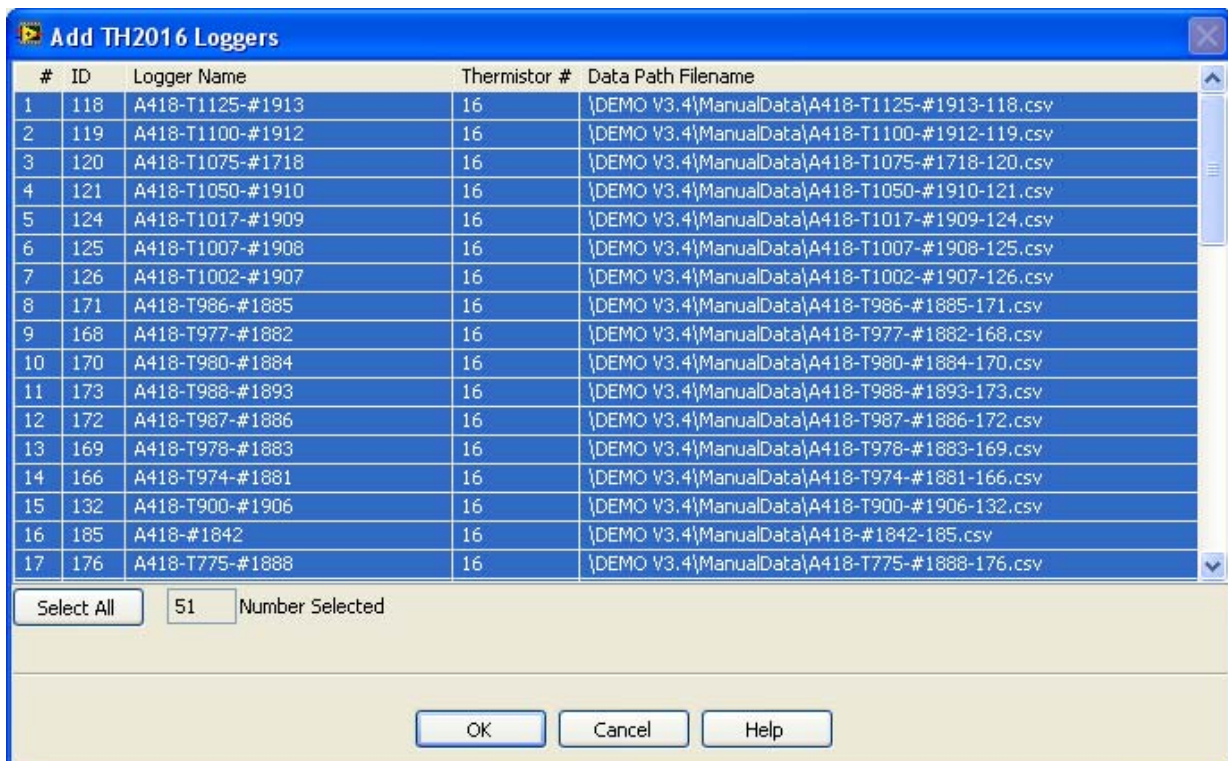 Add TH2016 Loggers
# ID Logger Name Thermistor # Data Path Filename
1 118 A418-T1125-#1913 16 \DEMO V3.4\ManualData\A418-T1125-#1913-118.csv
2 119 A418-T1100-#1912 16 \DEMO V3.4\ManualData\A418-T1100-#1912-119.csv
3 120 A418-T1075-#1718 16 \DEMO V3.4\ManualData\A418-T1075-#1718-120.csv
4 121 A418-T1050-#1910 16 \DEMO V3.4\ManualData\A418-T1050-#1910-121.csv
5 124 A418-T1017-#1909 16 \DEMO V3.4\ManualData\A418-T1017-#1909-124.csv
6 125 A418-T1007-#1908 16 \DEMO V3.4\ManualData\A418-T1007-#1908-125.csv
7 126 A418-T1002-#1907 16 \DEMO V3.4\ManualData\A418-T1002-#1907-126.csv
8 171 A418-T986-#1885 16 \DEMO V3.4\ManualData\A418-T986-#1885-171.csv
9 168 A418-T977-#1882 16 \DEMO V3.4\ManualData\A418-T977-#1882-168.csv
10 170 A418-T980-#1884 16 \DEMO V3.4\ManualData\A418-T980-#1884-170.csv
11 173 A418-T988-#1893 16 \DEMO V3.4\ManualData\A418-T988-#1893-173.csv
12 172 A418-T987-#1886 16 \DEMO V3.4\ManualData\A418-T987-#1886-172.csv
13 169 A418-T978-#1883 16 \DEMO V3.4\ManualData\A418-T978-#1883-169.csv
14 166 A418-T974-#1881 16 \DEMO V3.4\ManualData\A418-T974-#1881-166.csv
15 132 A418-T900-#1906 16 \DEMO V3.4\ManualData\A418-T900-#1906-132.csv
16 185 A418-#1842 16 \DEMO V3.4\ManualData\A418-#1842-185.csv
17 176 A418-T775-#1888 16 \DEMO V3.4\ManualData\A418-T775-#1888-176.csv
Select All 51 Number Selected
OK Cancel Help